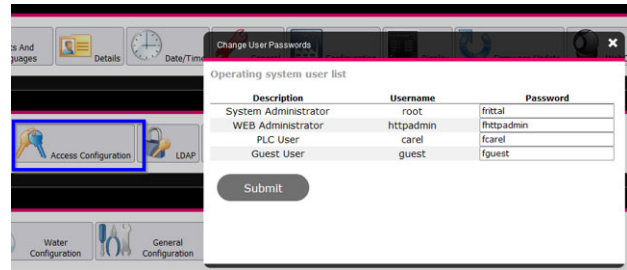 ts And
guages
Details
Date/Time
Change User Passwords
Operating system user list
Description Username Password
System Administrator root frittal
WEB Administrator httpadmin fhttpadmin
PLC User carel fcarel
Guest User guest fguest
Submit
Access Configuration
LDAP
Water
Configuration
General
Configuration